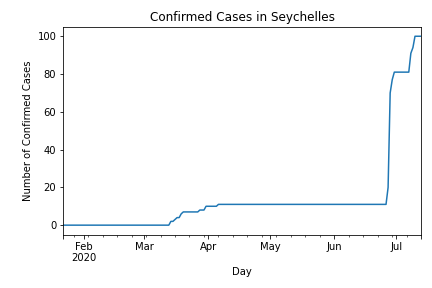 Confirmed Cases in Seychelles
100
80
60
40
20
0
Number of Confirmed Cases
Feb
2020
Mar
Apr
May
Jun
Jul
Day